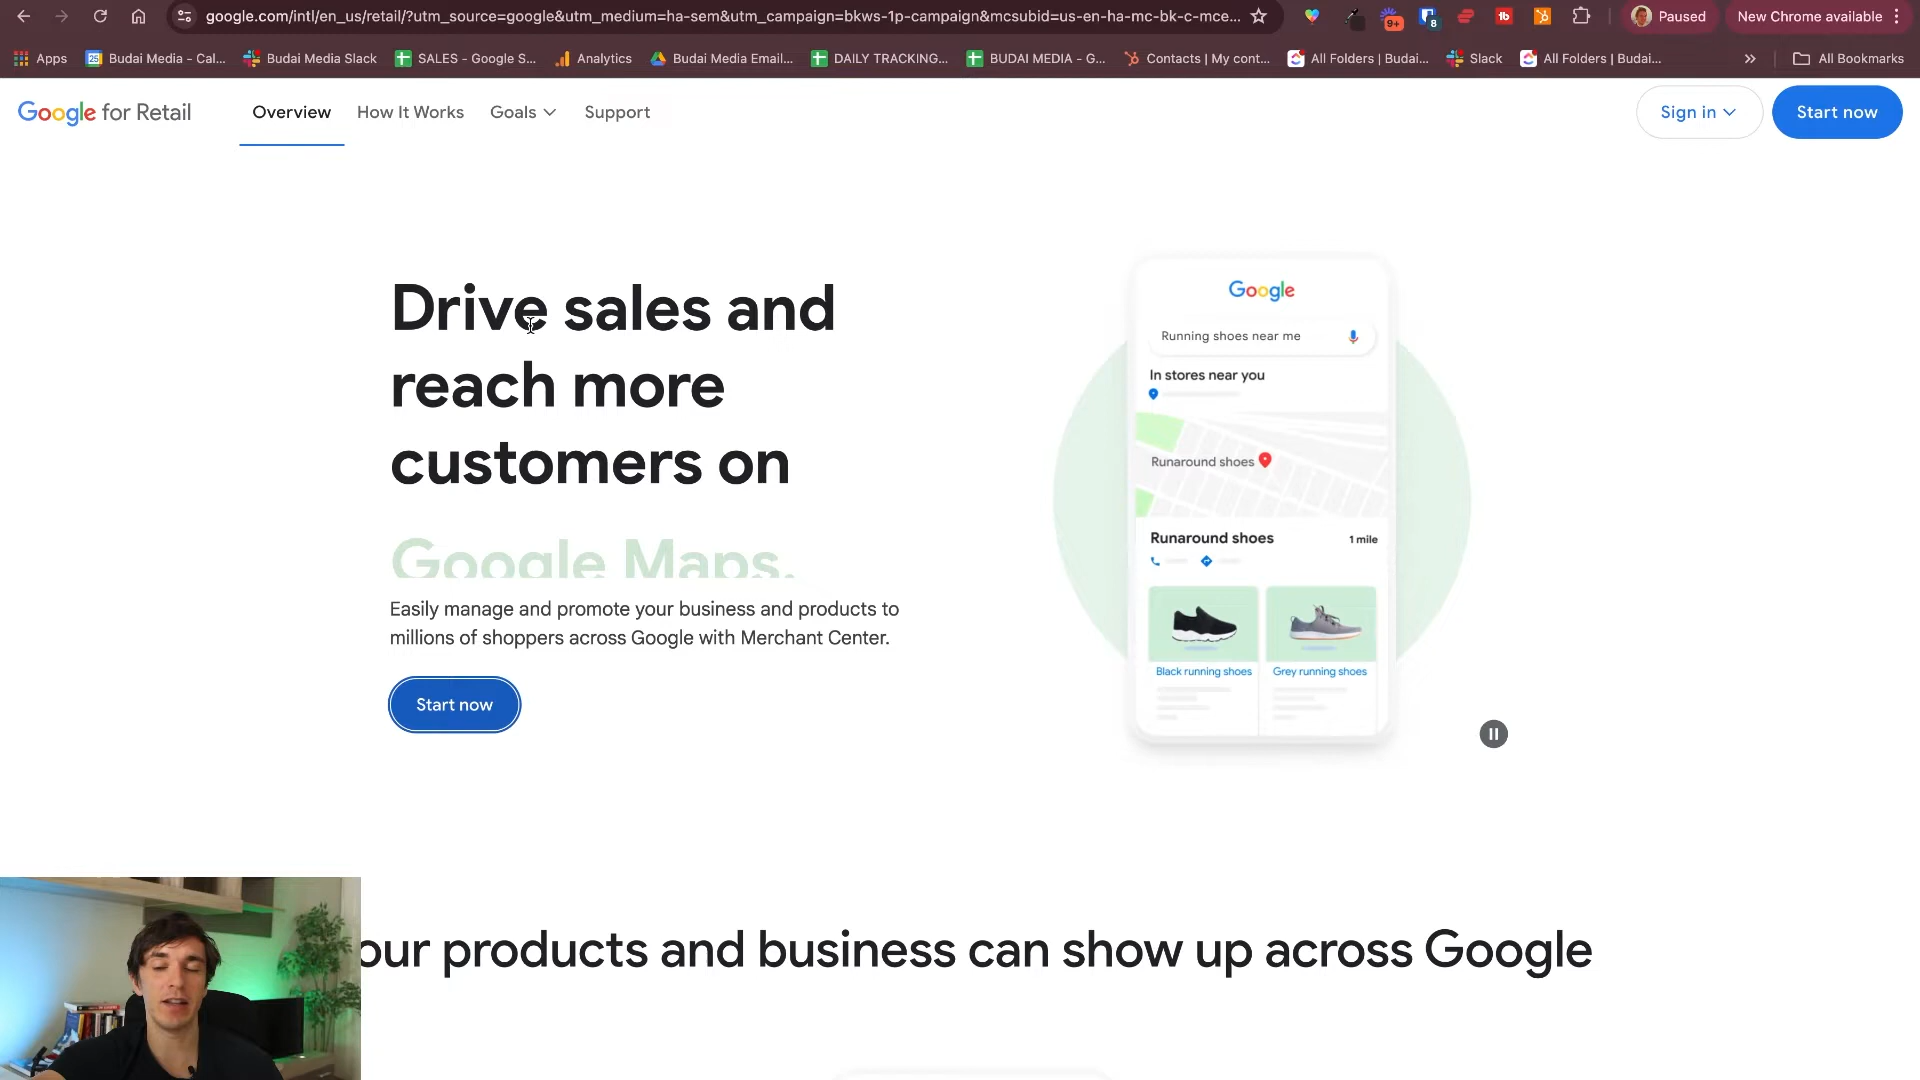 google.com/intl/en_us/retail/?utm_source=google&utm_medium=ha-sem&utm_campaign=bkws-1p-campaign&mcsubid=us-en-ha-mc-bk-c-mce...
9+
8
tb
Paused
New Chrome available
Apps
25
Budai Media - Cal...
Budai Media Slack
SALES - Google S...
Analytics
Budai Media Email...
DAILY TRACKING...
BUDAI MEDIA - G...
Contacts | My cont...
All Folders | Budai...
Slack
All Folders | Budai...
All Bookmarks
Google for Retail
Overview
How It Works
Goals
Support
Sign in
Start now
Drive sales and
reach more
customers on
Google Maps.
Easily manage and promote your business and products to
millions of shoppers across Google with Merchant Center.
Start now
Google
Running shoes near me
In stores near you
Runaround shoes
Runaround shoes
1 mile
Black running shoes
Grey running shoes
our products and business can show up across Google